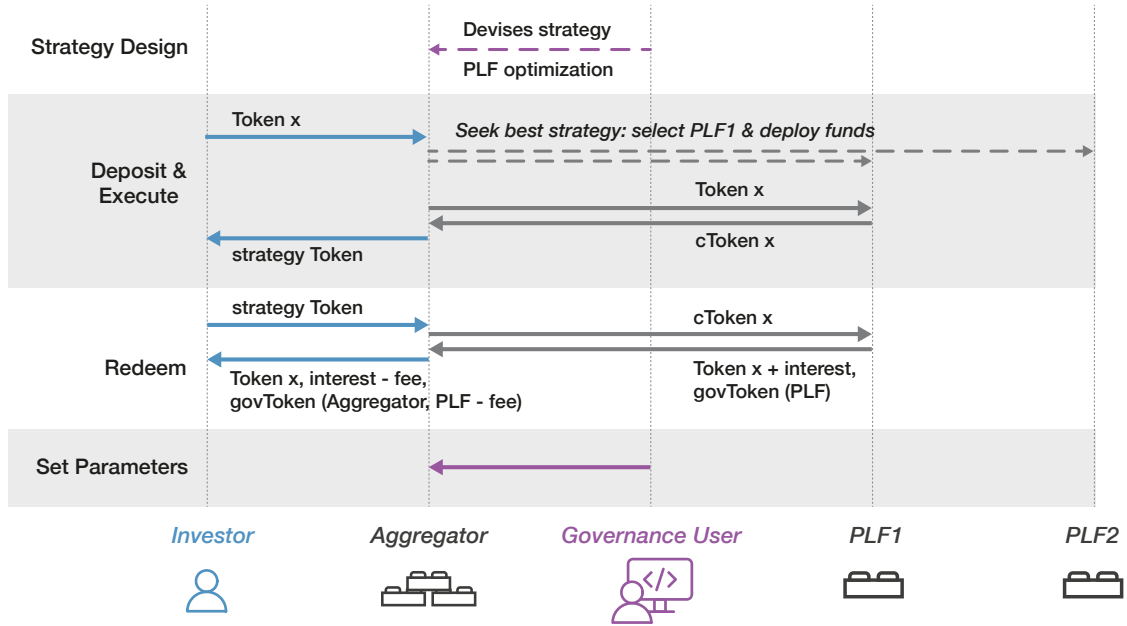 Strategy Design
Devises strategy
PLF optimization
Deposit &
Execute
Token x
Seek best strategy: select PLF1 & deploy funds
Token x
cToken x
strategy Token
Redeem
strategy Token
cToken x
Token x, interest - fee,
govToken (Aggregator, PLF - fee)
Token x + interest,
govToken (PLF)
Set Parameters
Investor
Aggregator
Governance User
PLF1
PLF2
</>